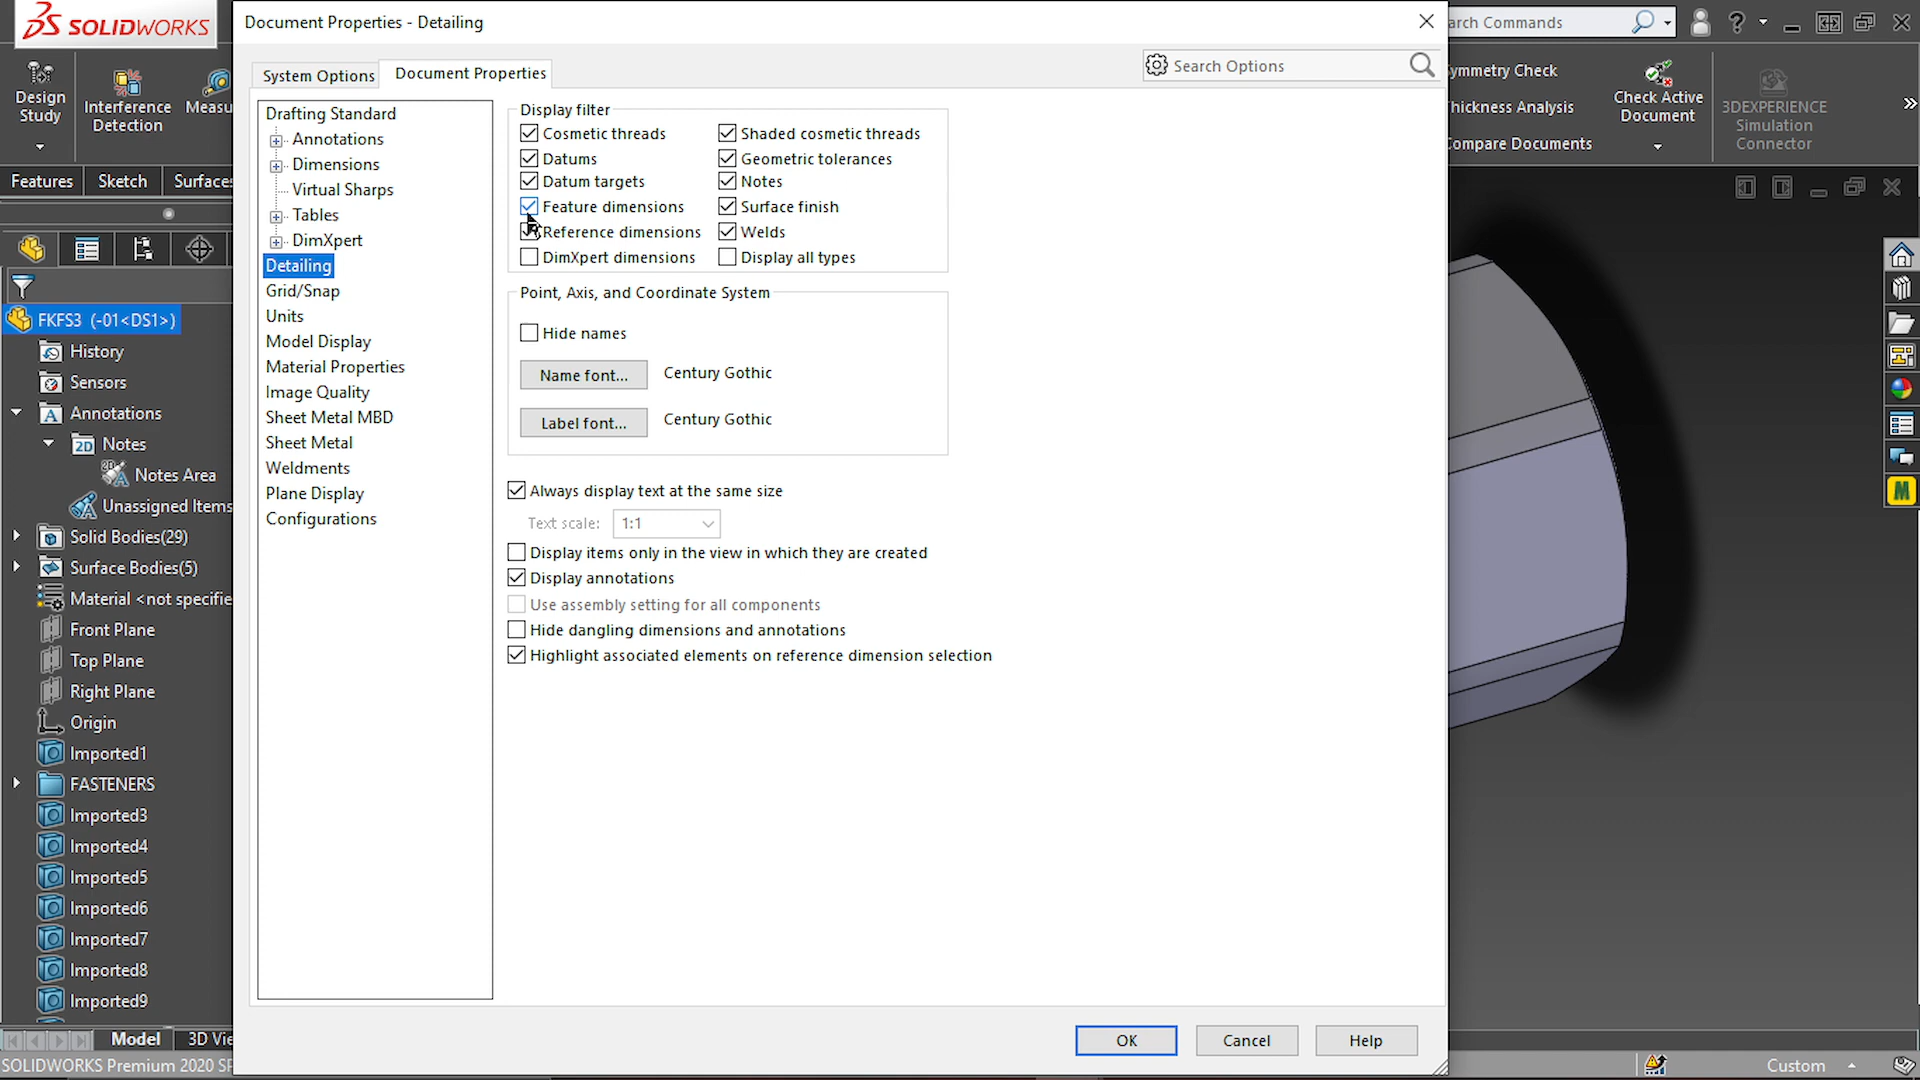 SOLIDWORKS
Document Properties - Detailing
Commands
Design Study
Interference Detection
System Options
Document Properties
Search Options
Symmetry Check
Thickness Analysis
Compare Documents
Check Active Document
3DEXPERIENCE Simulation Connector
Features
Sketch
FKFS3 (-01<DS1>)
History
Sensors
Annotations
Notes
Notes Area
Unassigned Items
Solid Bodies(29)
Surface Bodies(5)
Material <not specifie
Front Plane
Top Plane
Right Plane
Origin
Imported1
FASTENERS
Imported3
Imported4
Imported5
Imported6
Imported7
Imported8
Imported9
Drafting Standard
Annotations
Dimensions
Virtual Sharps
Tables
DimXpert
Detailing
Grid/Snap
Units
Model Display
Material Properties
Image Quality
Sheet Metal MBD
Sheet Metal
Weldments
Plane Display
Configurations
Display filter
Cosmetic threads
Shaded cosmetic threads
Datums
Geometric tolerances
Datum targets
Notes
Feature dimensions
Surface finish
Reference dimensions
Welds
DimXpert dimensions
Display all types
Point, Axis, and Coordinate System
Hide names
Name font...
Century Gothic
Label font...
Century Gothic
Always display text at the same size
Text scale: 1:1
Display items only in the view in which they are created
Display annotations
Use assembly setting for all components
Hide dangling dimensions and annotations
Highlight associated elements on reference dimension selection
OK
Cancel
Help
Model
SOLIDWORKS Premium 2020
Custom